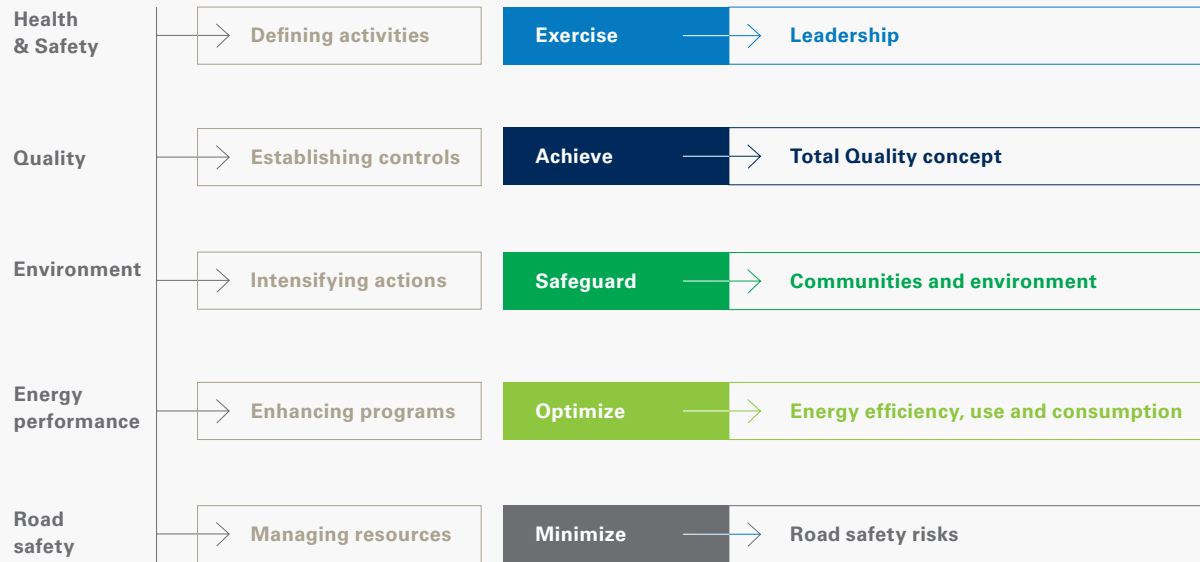 Health
& Safety
Defining activities
Exercise
Leadership
Quality
Establishing controls
Achieve
Total Quality concept
Environment
Intensifying actions
Safeguard
Communities and environment
Energy
performance
Enhancing programs
Optimize
Energy efficiency, use and consumption
Road
safety
Managing resources
Minimize
Road safety risks